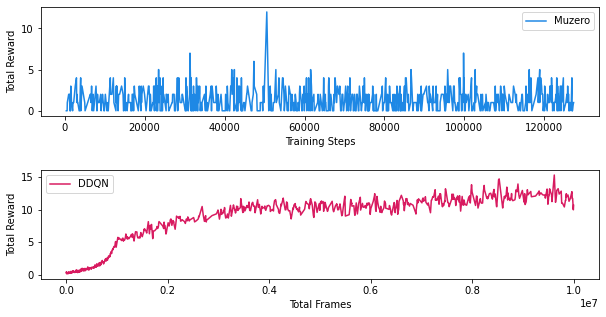 Muzero
Total Reward
10
5
0
0
20000
40000
60000
80000
100000
120000
Training Steps
DDQN
Total Reward
15
10
5
0
0.0
0.2
0.4
0.6
0.8
1.0
1e7
Total Frames